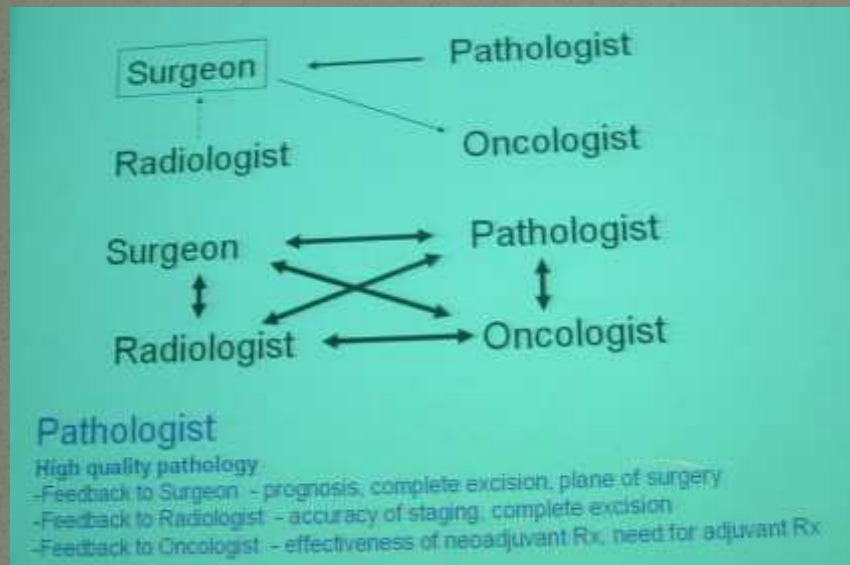 Surgeon Pathologist
Radiologist Oncologist
Surgeon Pathologist
Radiologist Oncologist
Pathologist
High quality pathology
-Feedback to Surgeon - prognosis, complete excision, plane of surgery
-Feedback to Radiologist - accuracy of staging, complete excision
-Feedback to Oncologist - effectiveness of neoadjuvant Rx, need for adjuvant Rx